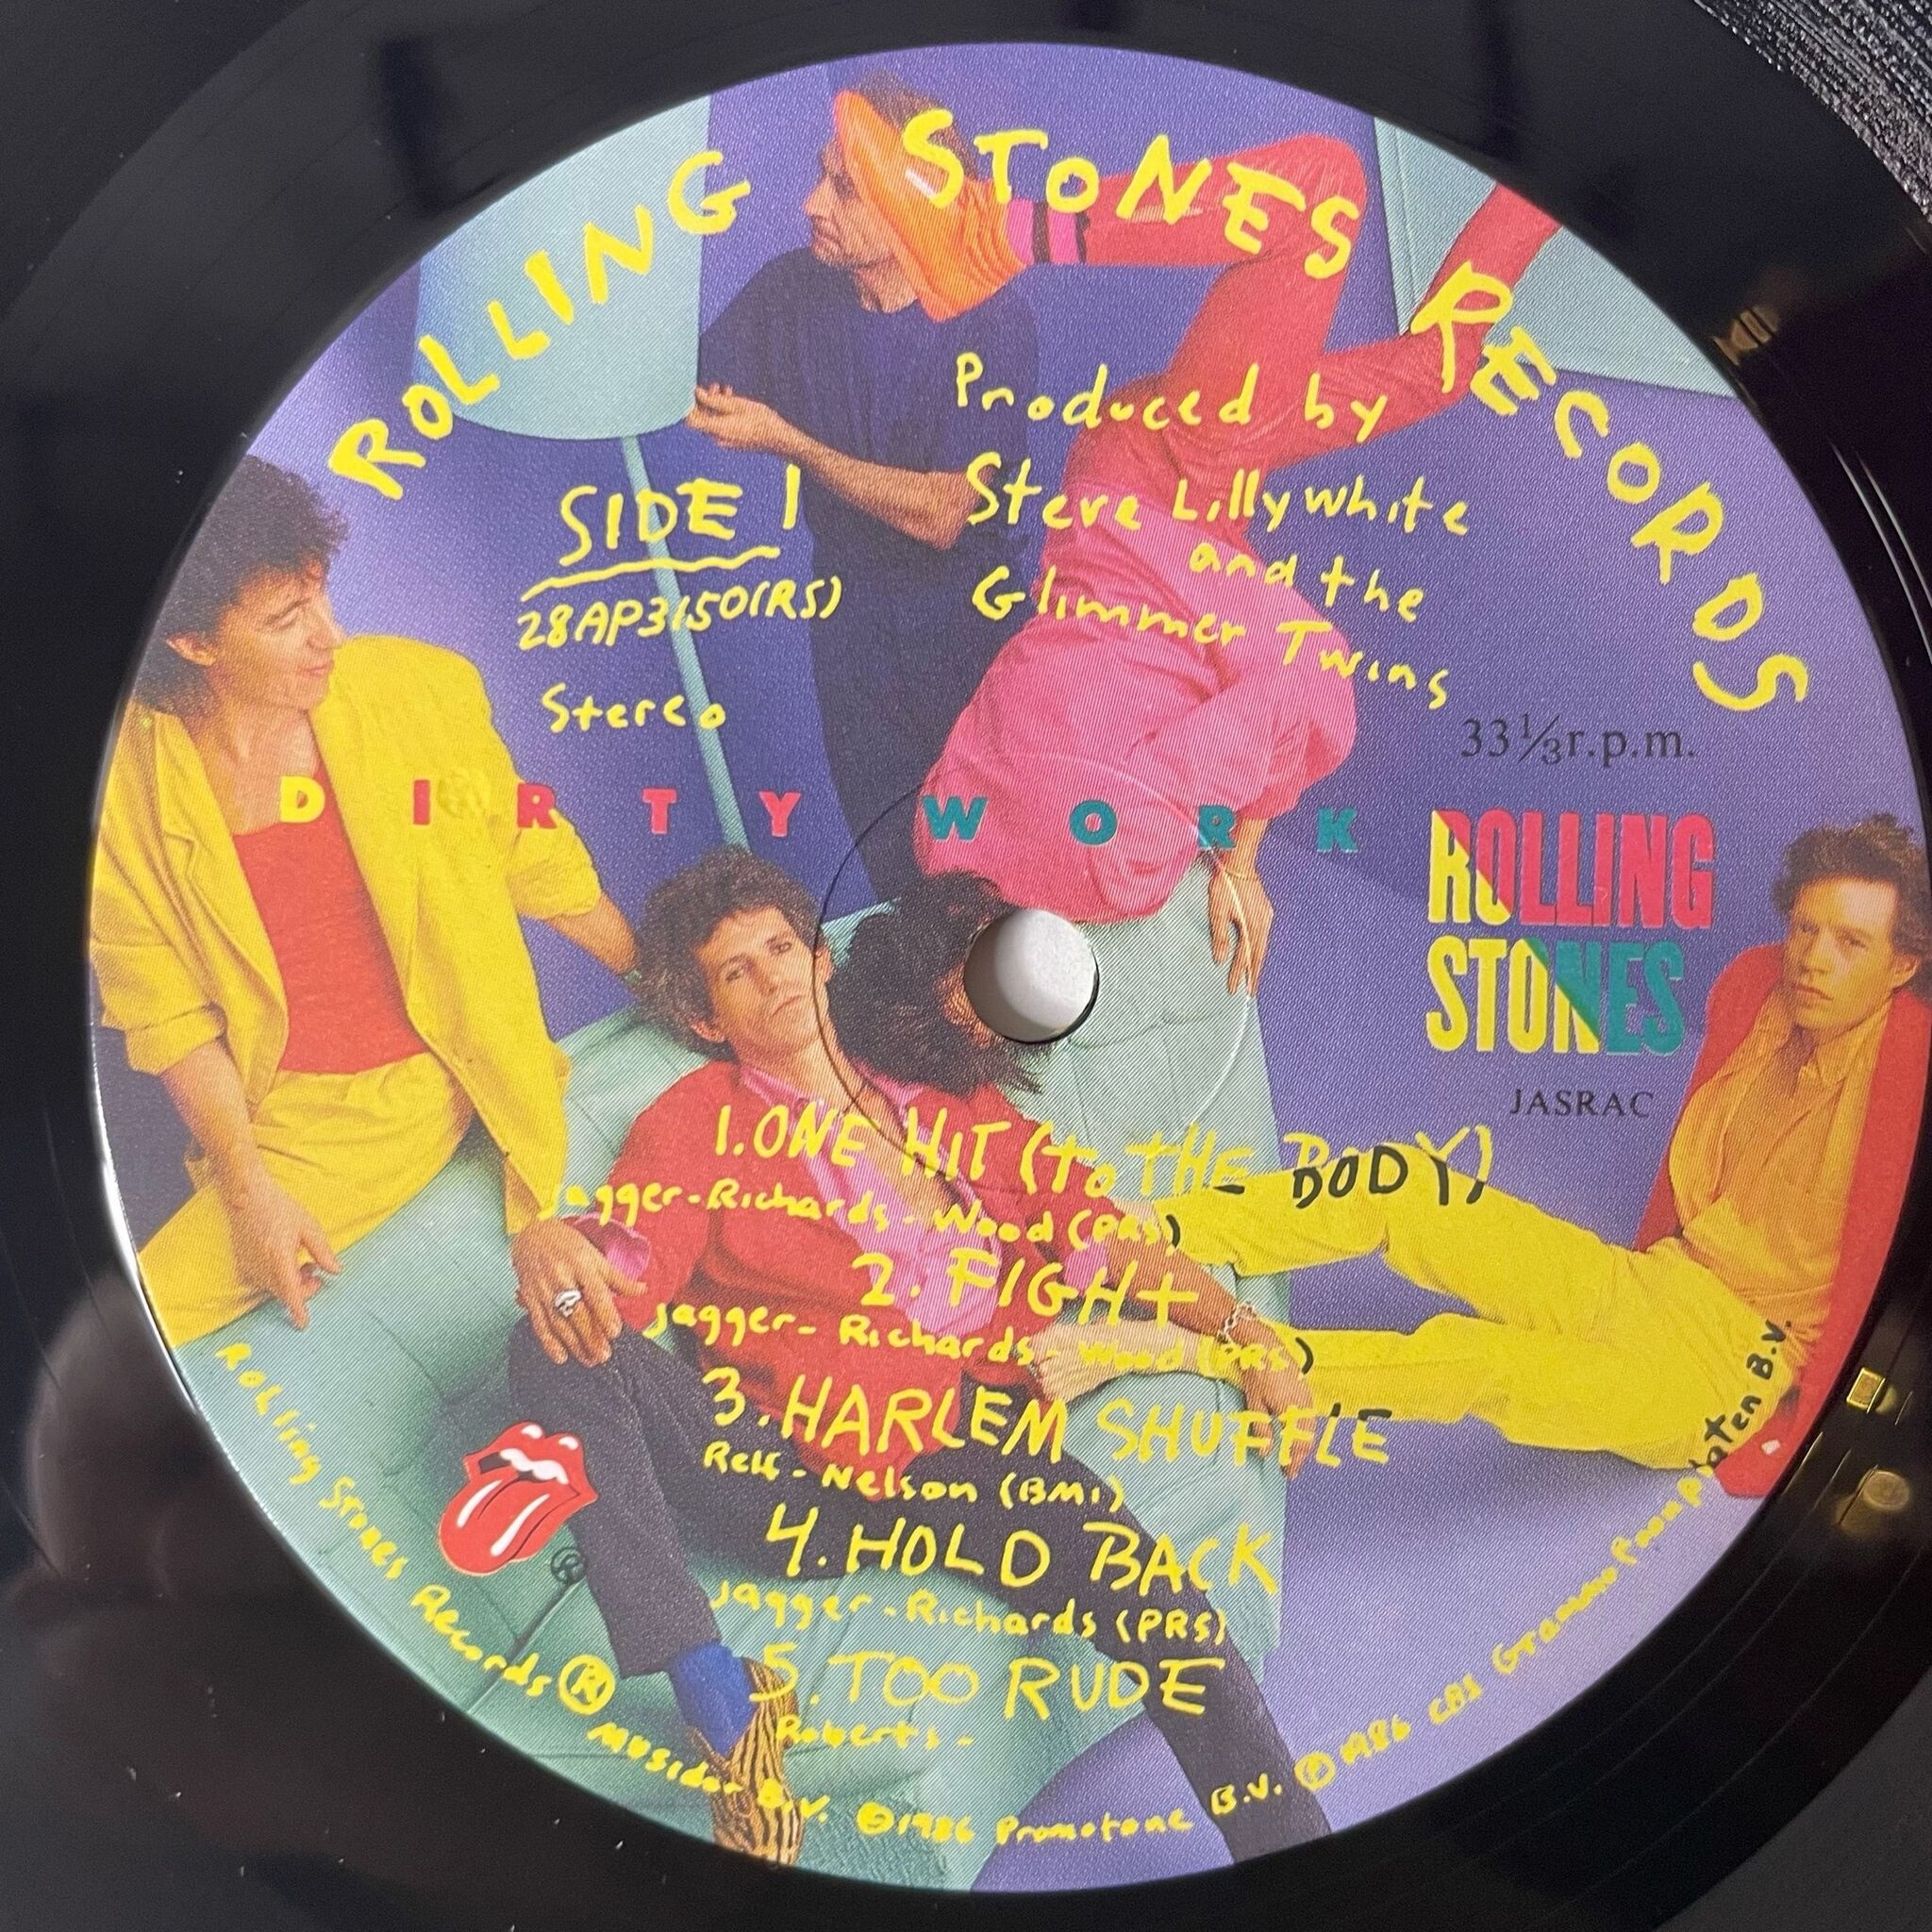 ROLLING STONES RECORDS
Produced by
Steve Lillywhite
and the
Glimmer Twins
SIDE 1
28AP3150(RS)
Stereo
33 1/3 r.p.m.
DIRTY WORK
ROLLING
STONES
JASRAC
1. ONE HIT (to tHE BODY)
Jagger-Richards-Wood (PRS)
2. FIGHt
Jagger-Richards-Wood (PRS)
3. HARLEM SHUFFLE
Relf-Nelson (BMI)
4. HOLD BACK
Jagger-Richards (PRS)
5. TOO RUDE
Roberts-
Rolling Stones Records ® Musidor B.V. ©1986 Promotone B.V. ℗1986 CBS Grammofoonplaten B.V.